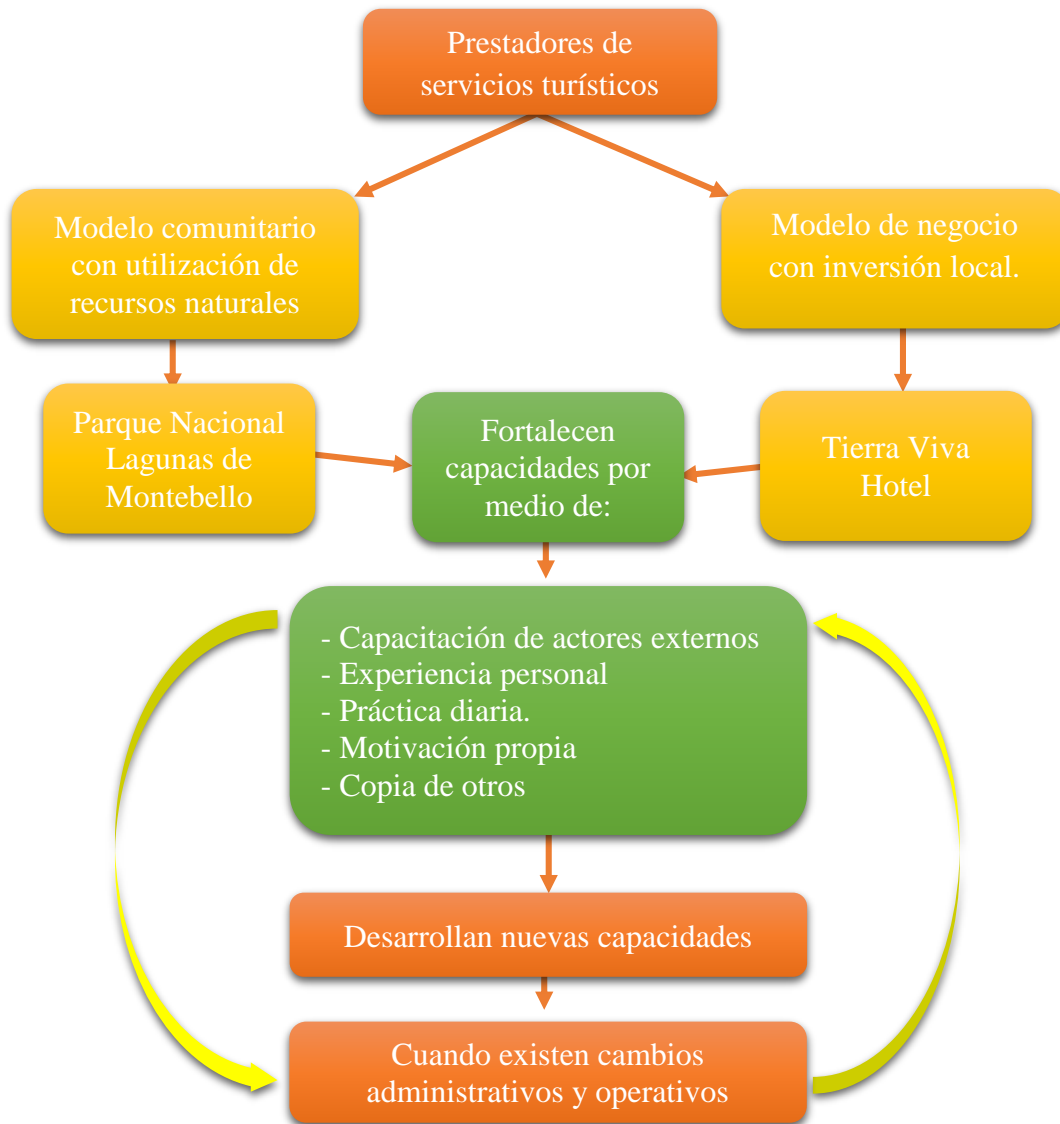 Prestadores de
servicios turísticos
Modelo comunitario
con utilización de
recursos naturales
Modelo de negocio
con inversión local.
Parque Nacional
Lagunas de
Montebello
Fortalecen
capacidades por
medio de:
Tierra Viva
Hotel
- Capacitación de actores externos
- Experiencia personal
- Práctica diaria.
- Motivación propia
- Copia de otros
Desarrollan nuevas capacidades
Cuando existen cambios
administrativos y operativos